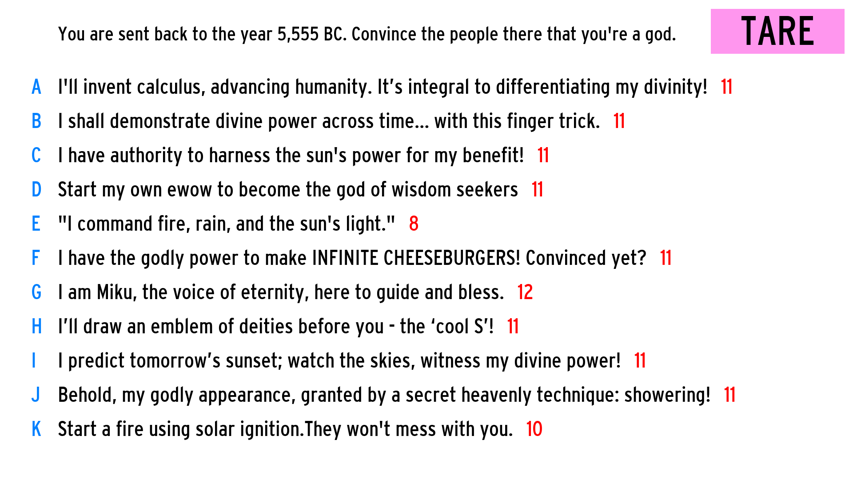 You are sent back to the year 5,555 BC. Convince the people there that you're a god.
TARE
A I'll invent calculus, advancing humanity. It’s integral to differentiating my divinity! 11
B I shall demonstrate divine power across time... with this finger trick. 11
C I have authority to harness the sun's power for my benefit! 11
D Start my own ewow to become the god of wisdom seekers 11
E "I command fire, rain, and the sun's light." 8
F I have the godly power to make INFINITE CHEESEBURGERS! Convinced yet? 11
G I am Miku, the voice of eternity, here to guide and bless. 12
H I’ll draw an emblem of deities before you - the ‘cool S’! 11
I I predict tomorrow’s sunset; watch the skies, witness my divine power! 11
J Behold, my godly appearance, granted by a secret heavenly technique: showering! 11
K Start a fire using solar ignition.They won't mess with you. 10